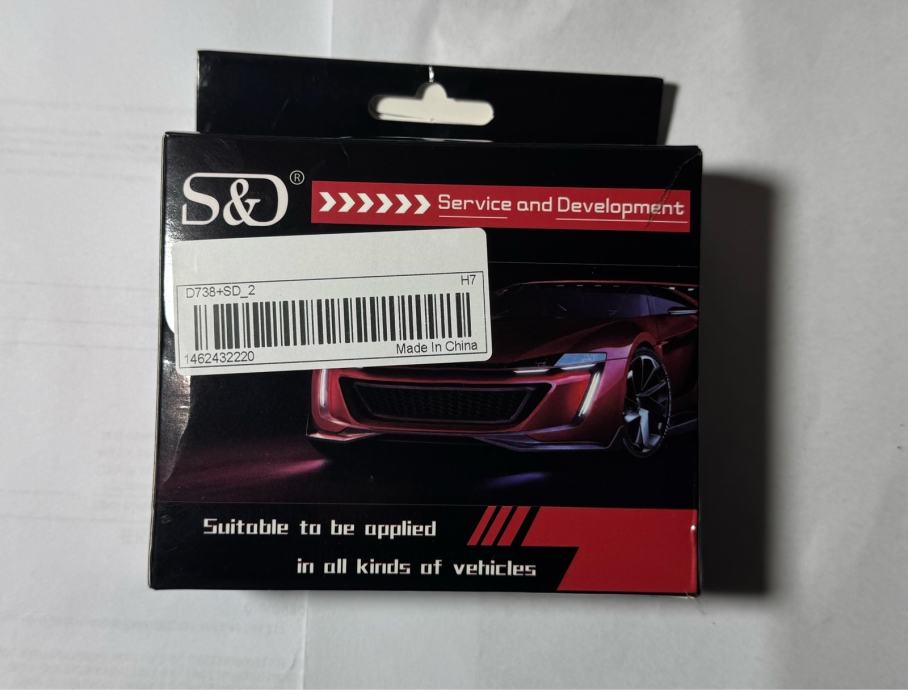 S&D®
Service and Development
D738+SD_2
H7
1462432220
Made In China
Suitable to be applied
in all kinds of vehicles